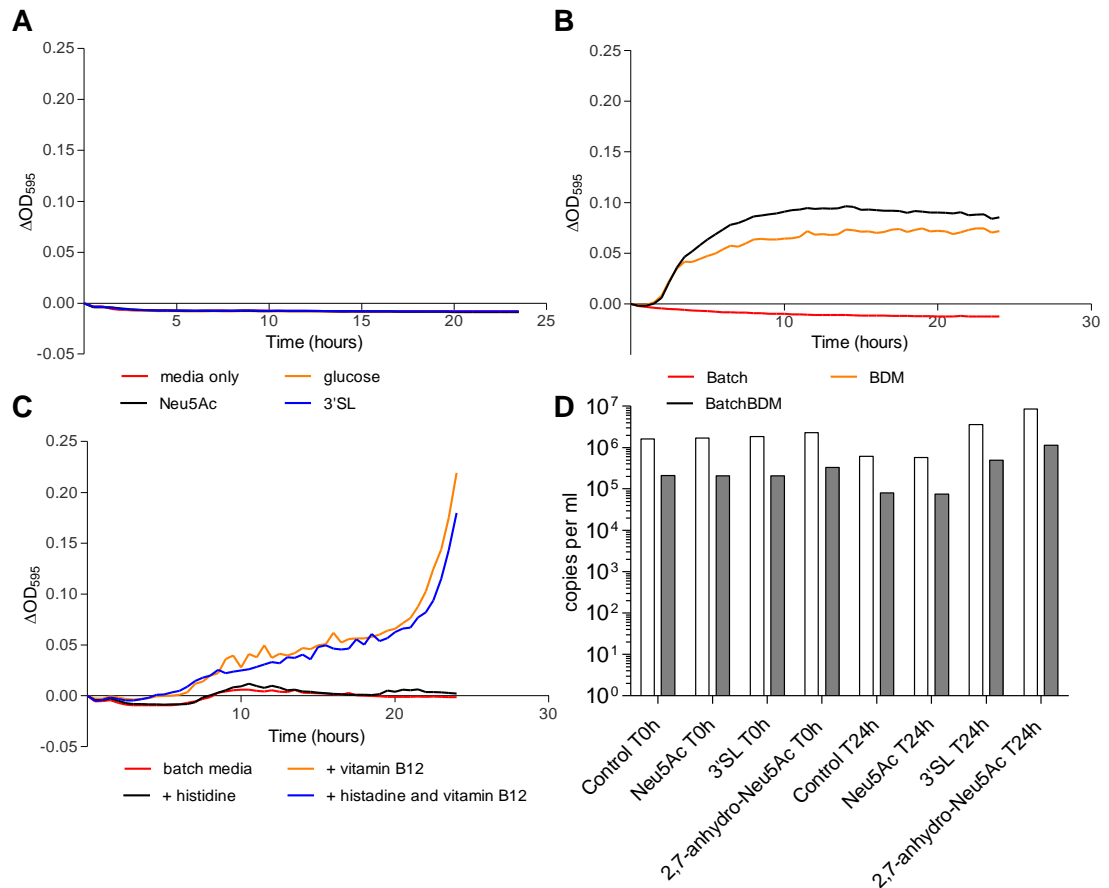 A
0.25
0.20
0.15
0.10
0.05
0.00
-0.05
5
10
15
20
25
ΔOD595
Time (hours)
media only
glucose
Neu5Ac
3'SL
B
0.25
0.20
0.15
0.10
0.05
0.00
10
20
30
ΔOD595
Time (hours)
Batch
BDM
BatchBDM
C
0.25
0.20
0.15
0.10
0.05
0.00
-0.05
10
20
30
ΔOD595
Time (hours)
batch media
+ vitamin B12
+ histidine
+ histadine and vitamin B12
D
10^7
10^6
10^5
10^4
10^3
10^2
10^1
10^0
copies per ml
Control T0h
Neu5Ac T0h
3'SL T0h
2,7-anhydro-Neu5Ac T0h
Control T24h
Neu5Ac T24h
3'SL T24h
2,7-anhydro-Neu5Ac T24h